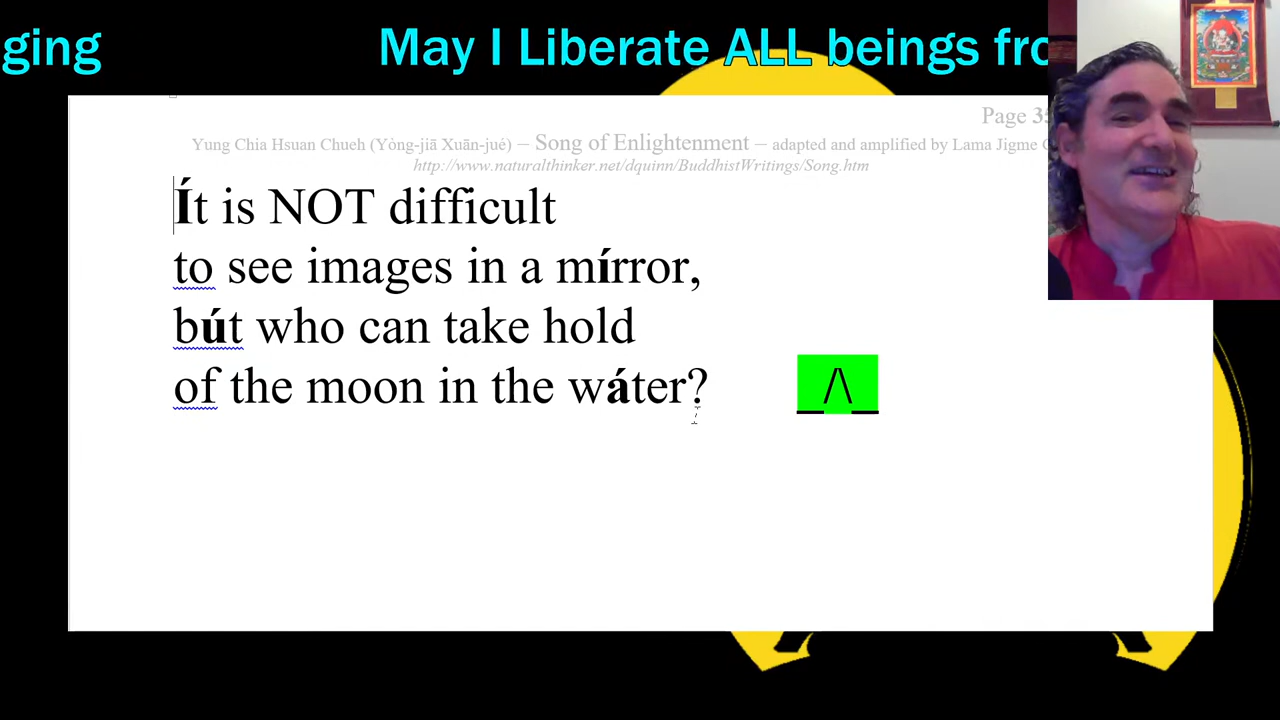 ging May I Liberate ALL beings fro
Page 35
Yung Chia Hsuan Chueh (Yòng-jiā Xuān-jué) – Song of Enlightenment – adapted and amplified by Lama Jigme
http://www.naturalthinker.net/dquinn/BuddhistWritings/Song.htm
Ít is NOT difficult
to see images in a mírror,
bút who can take hold
of the moon in the wáter? _/\_